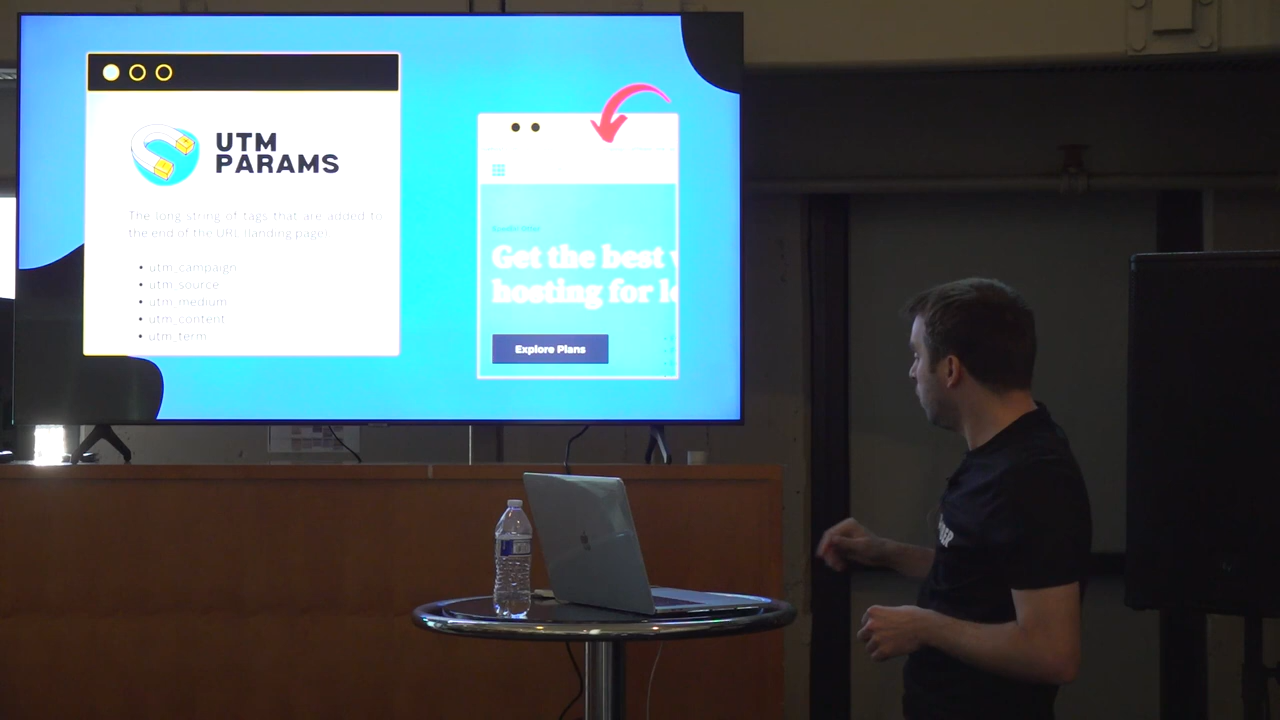 UTM
PARAMS
The long string of tags that are added to
the end of the URL (landing page).
• utm_campaign
• utm_source
• utm_medium
• utm_content
• utm_term
Get the best
hosting for
Explore Plans